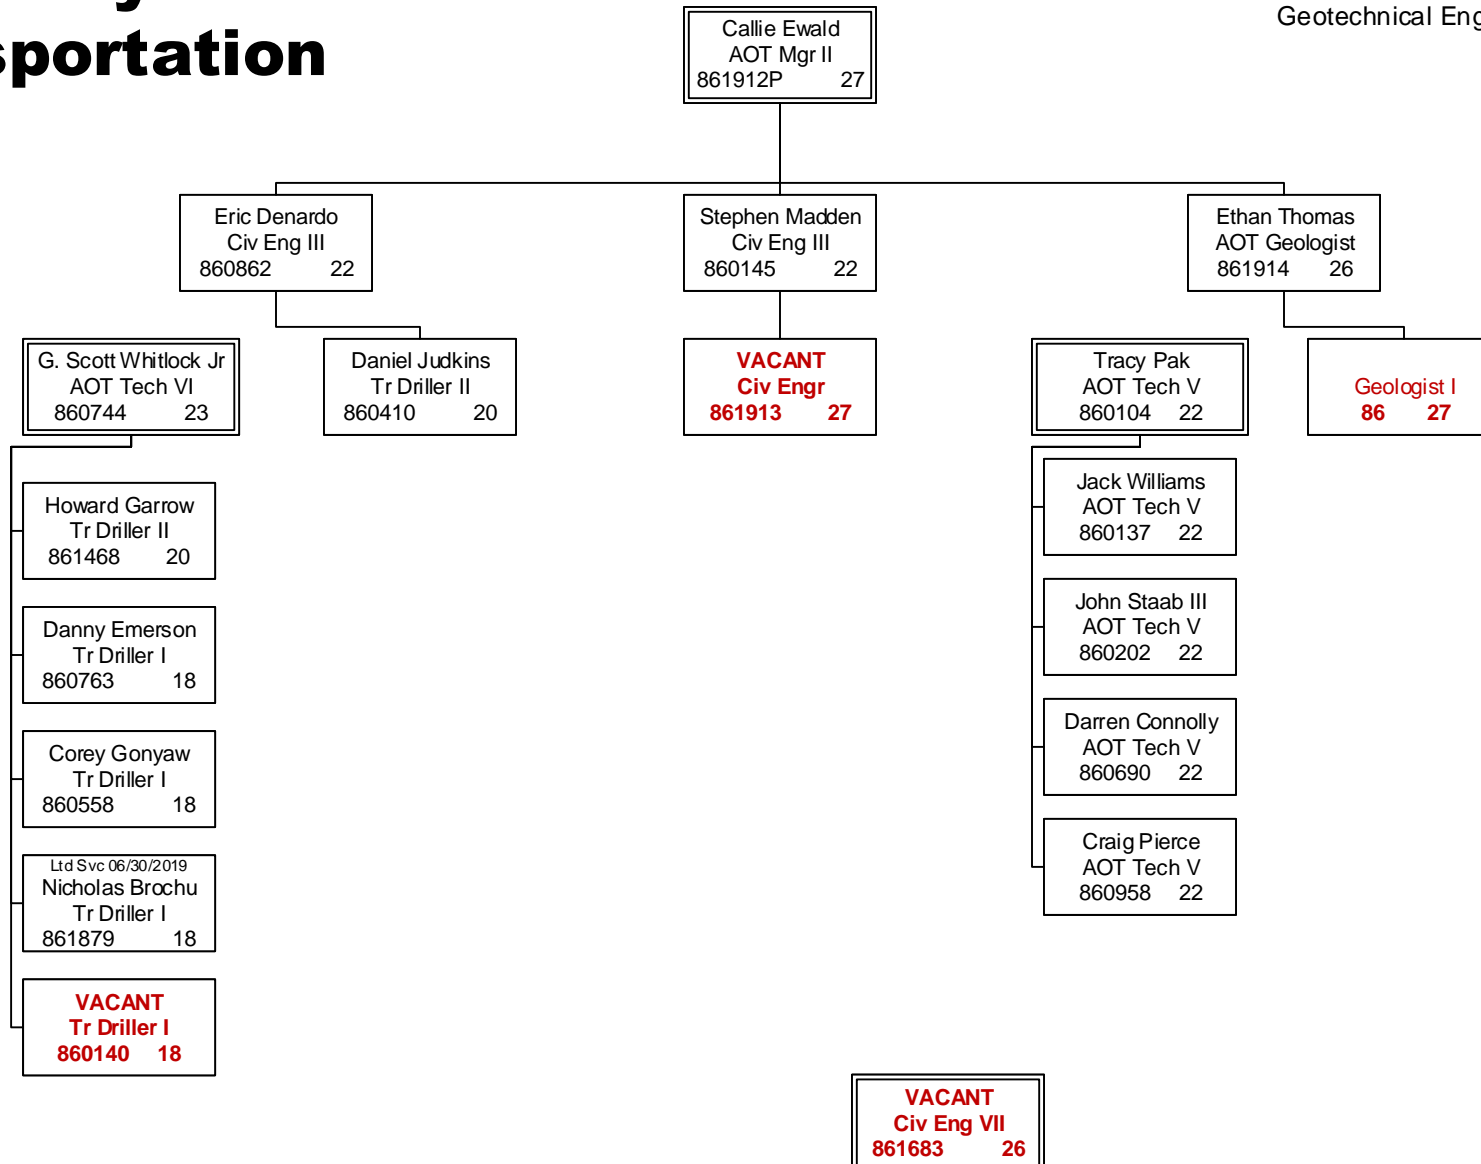 sportation
Geotechnical Eng
Callie Ewald
AOT Mgr II
861912P 27
Eric Denardo
Civ Eng III
860862 22
Stephen Madden
Civ Eng III
860145 22
Ethan Thomas
AOT Geologist
861914 26
G. Scott Whitlock Jr
AOT Tech VI
860744 23
Daniel Judkins
Tr Driller II
860410 20
VACANT
Civ Engr
861913 27
Tracy Pak
AOT Tech V
860104 22
Geologist I
86 27
Howard Garrow
Tr Driller II
861468 20
Danny Emerson
Tr Driller I
860763 18
Corey Gonyaw
Tr Driller I
860558 18
Ltd Svc 06/30/2019
Nicholas Brochu
Tr Driller I
861879 18
VACANT
Tr Driller I
860140 18
Jack Williams
AOT Tech V
860137 22
John Staab III
AOT Tech V
860202 22
Darren Connolly
AOT Tech V
860690 22
Craig Pierce
AOT Tech V
860958 22
VACANT
Civ Eng VII
861683 26